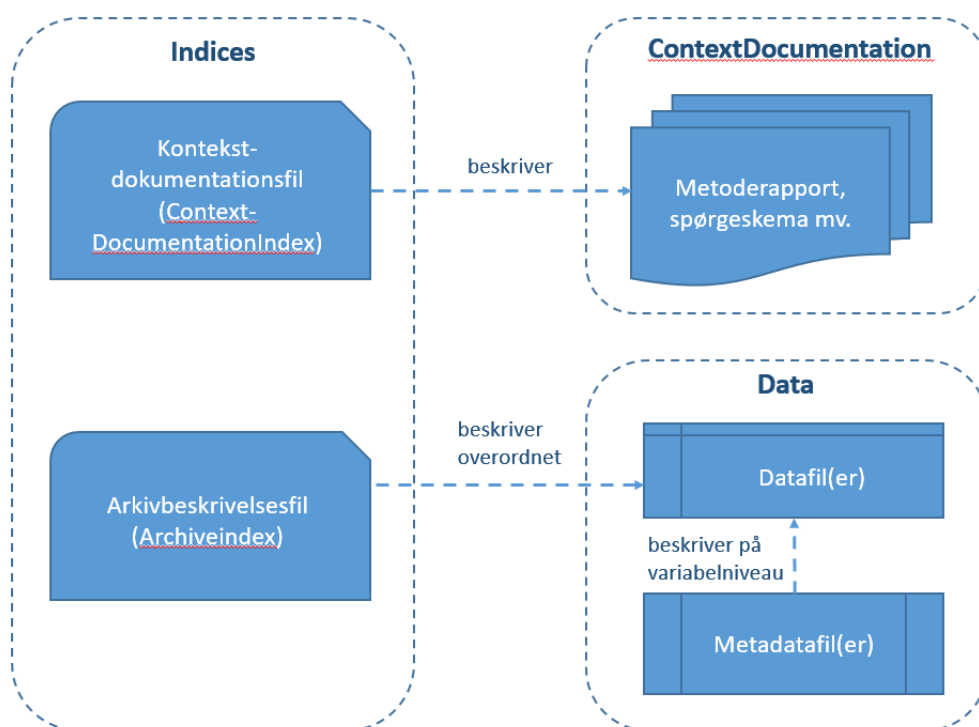 Indices
Kontekst-
dokumentationsfil
(Context-
DocumentationIndex)
Arkivbeskrivelsesfil
(Archiveindex)
beskriver
beskriver
overordnet
ContextDocumentation
Metoderapport,
spørgeskema mv.
Data
Datafil(er)
beskriver på
variabelniveau
Metadatafil(er)